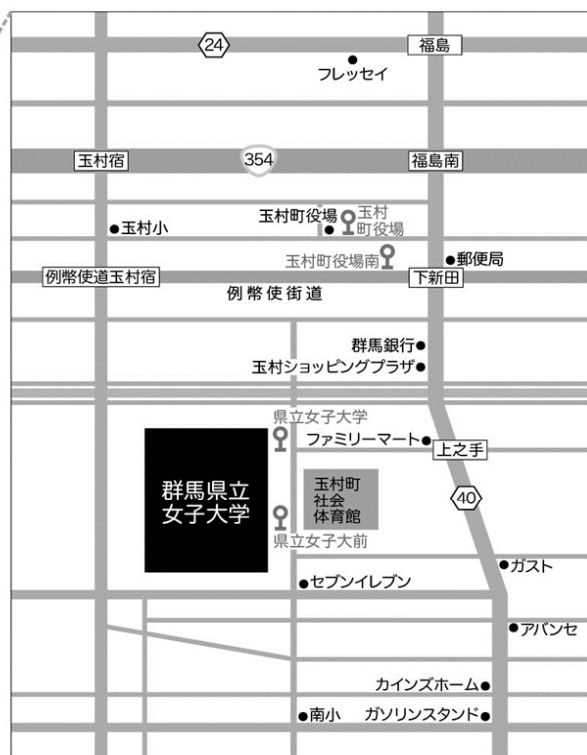 24
福島
フレッセイ
玉村宿
354
福島南
玉村小
玉村町役場
玉村
町役場
玉村町役場南
郵便局
例幣使道玉村宿
下新田
例幣使街道
群馬銀行
玉村ショッピングプラザ
県立女子大学
ファミリーマート
上之手
群馬県立
女子大学
玉村町
社会
体育館
40
県立女子大前
ガスト
セブンイレブン
アバンセ
カインズホーム
南小
ガソリンスタンド